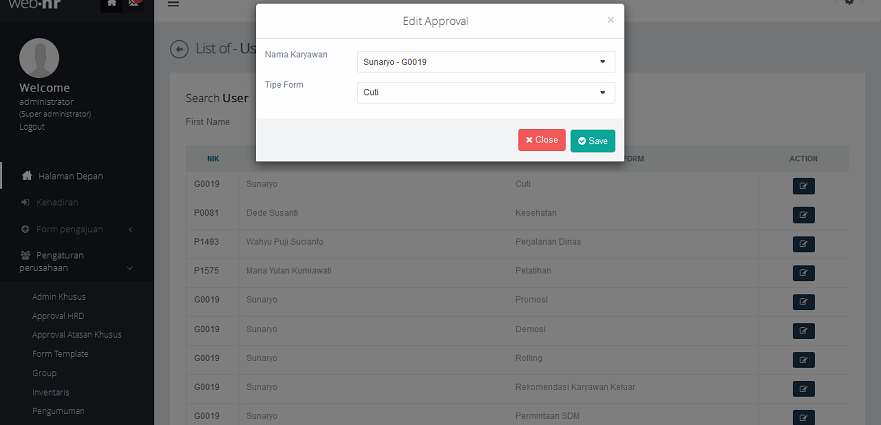 web·hr
Welcome
administrator
(Super administrator)
Logout
Halaman Depan
Kehadiran
Form pengajuan
Pengaturan
perusahaan
Admin Khusus
Approval HRD
Approval Atasan Khusus
Form Template
Group
Inventaris
Pengumuman
Edit Approval ×
Nama Karyawan Sunaryo - G0019
Tipe Form Cuti
Close Save
List of - Us
Search User
First Name
NIK FORM ACTION
G0019 Sunaryo Cuti
P0081 Dede Susanti Kesehatan
P1493 Wahyu Puji Sucianto Perjalanan Dinas
P1575 Maria Yulan Kurniawati Pelatihan
G0019 Sunaryo Promosi
G0019 Sunaryo Demosi
G0019 Sunaryo Rolling
G0019 Sunaryo Rekomendasi Karyawan Keluar
G0019 Sunaryo Permintaan SDM